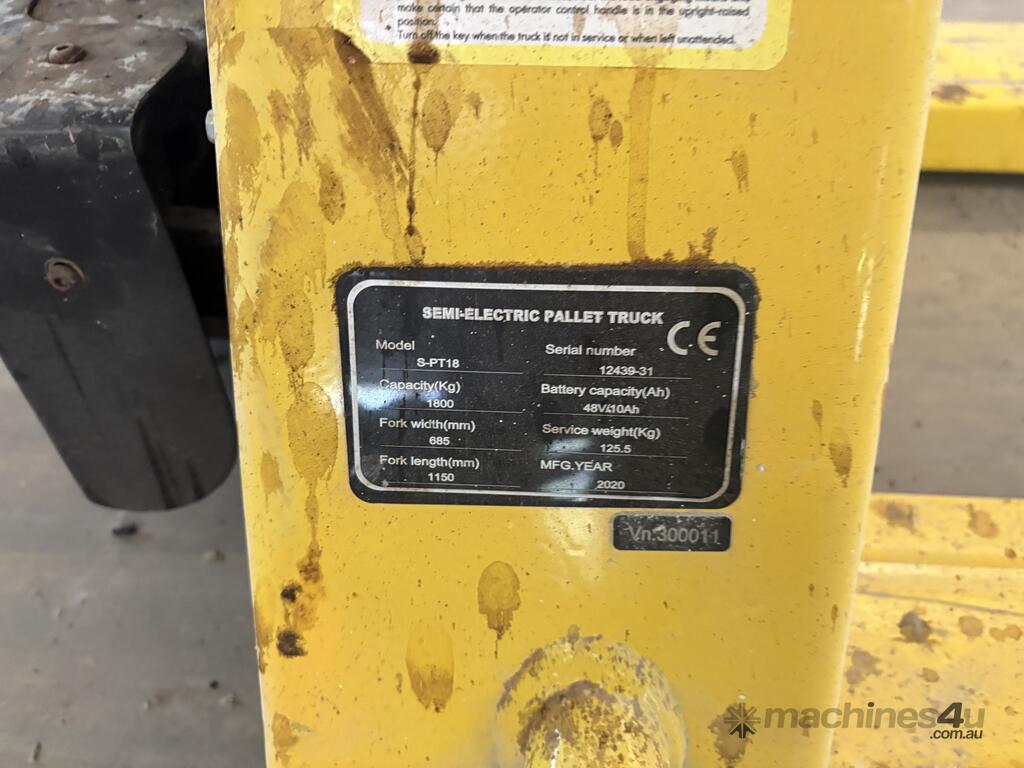 make certain that the operator control handle is in the upright-raised
position.
* Turn off the key when the truck is not in service or when left unattended.
SEMI-ELECTRIC PALLET TRUCK
CE
Model
S-PT18
Serial number
12439-31
Capacity(Kg)
1800
Battery capacity(Ah)
48V/10Ah
Fork width(mm)
685
Service weight(Kg)
125.5
Fork length(mm)
1150
MFG.YEAR
2020
Vn.300011
machines4u
.com.au